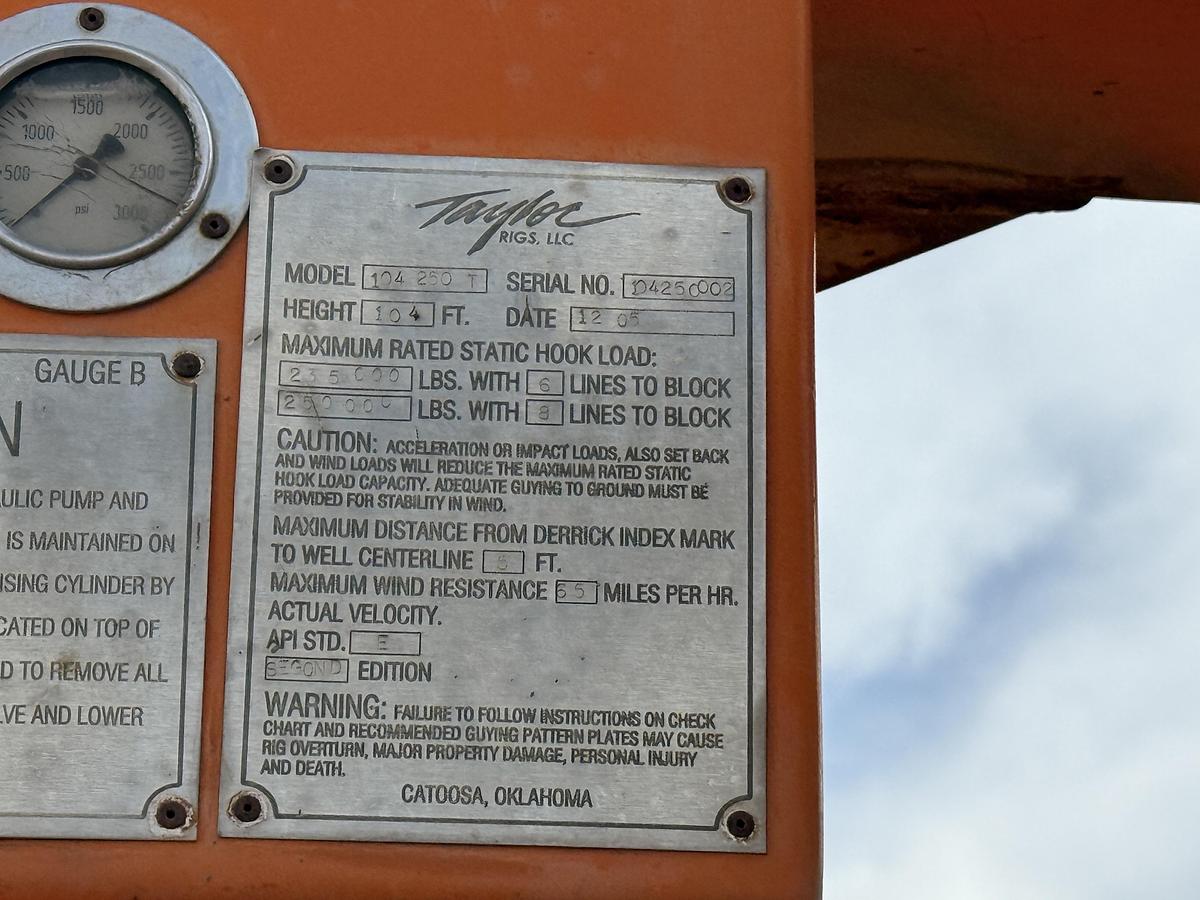 1500
1000
2000
500
2500
psi
3000
GAUGE B
N
ULIC PUMP AND
IS MAINTAINED ON
ISING CYLINDER BY
CATED ON TOP OF
D TO REMOVE ALL
LVE AND LOWER
Taylor
RIGS, LLC
MODEL 104 250 T SERIAL NO. 104250002
HEIGHT 104 FT. DATE 12 05
MAXIMUM RATED STATIC HOOK LOAD:
235000 LBS. WITH 6 LINES TO BLOCK
250000 LBS. WITH 8 LINES TO BLOCK
CAUTION: ACCELERATION OR IMPACT LOADS, ALSO SET BACK
AND WIND LOADS WILL REDUCE THE MAXIMUM RATED STATIC
HOOK LOAD CAPACITY. ADEQUATE GUYING TO GROUND MUST BE
PROVIDED FOR STABILITY IN WIND.
MAXIMUM DISTANCE FROM DERRICK INDEX MARK
TO WELL CENTERLINE FT.
MAXIMUM WIND RESISTANCE MILES PER HR.
ACTUAL VELOCITY.
API STD. E
SECOND EDITION
WARNING: FAILURE TO FOLLOW INSTRUCTIONS ON CHECK
CHART AND RECOMMENDED GUYING PATTERN PLATES MAY CAUSE
RIG OVERTURN, MAJOR PROPERTY DAMAGE, PERSONAL INJURY
AND DEATH.
CATOOSA, OKLAHOMA